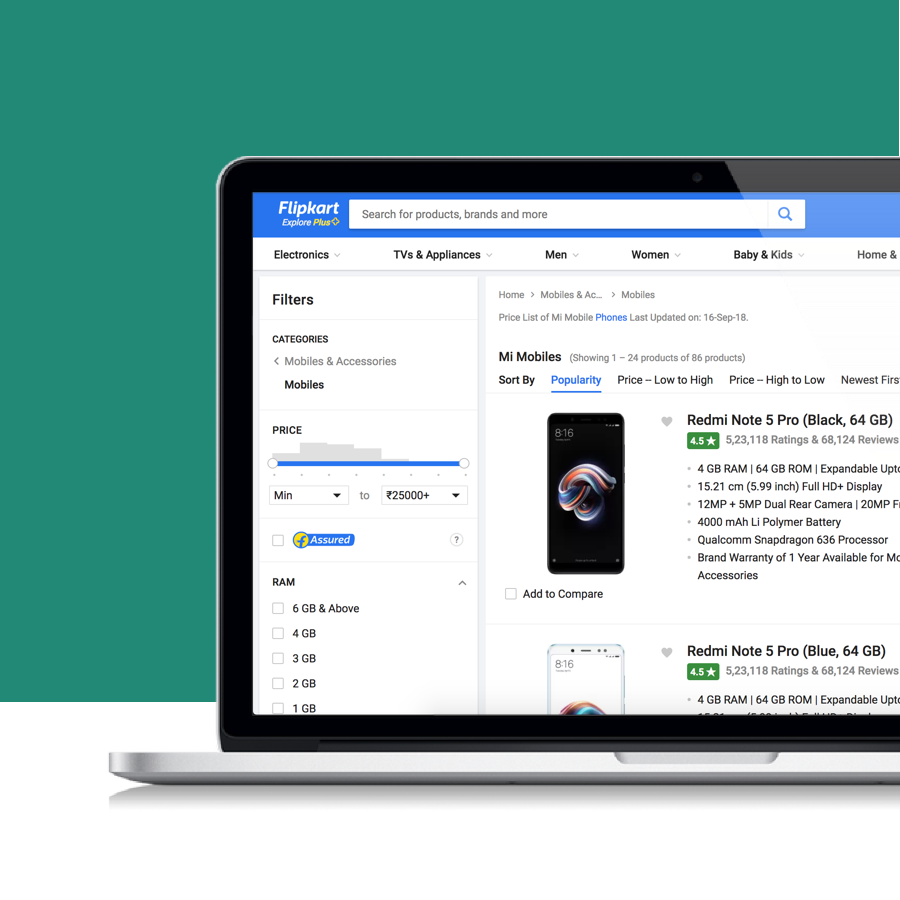 Flipkart
Explore Plus
Search for products, brands and more
Electronics
TVs & Appliances
Men
Women
Baby & Kids
Home &
Filters
CATEGORIES
Mobiles & Accessories
Mobiles
PRICE
Min
to
₹25000+
f Assured
?
RAM
6 GB & Above
4 GB
3 GB
2 GB
1 GB
Home > Mobiles & Ac... > Mobiles
Price List of Mi Mobile Phones Last Updated on: 16-Sep-18.
Mi Mobiles (Showing 1 – 24 products of 86 products)
Sort By Popularity Price -- Low to High Price -- High to Low Newest Firs
8:16
Add to Compare
Redmi Note 5 Pro (Black, 64 GB)
4.5 ★ 5,23,118 Ratings & 68,124 Reviews
4 GB RAM | 64 GB ROM | Expandable Upto
15.21 cm (5.99 inch) Full HD+ Display
12MP + 5MP Dual Rear Camera | 20MP Fr
4000 mAh Li Polymer Battery
Qualcomm Snapdragon 636 Processor
Brand Warranty of 1 Year Available for Mo
Accessories
8:16
Redmi Note 5 Pro (Blue, 64 GB)
4.5 ★ 5,23,118 Ratings & 68,124 Reviews
4 GB RAM | 64 GB ROM | Expandable Upto